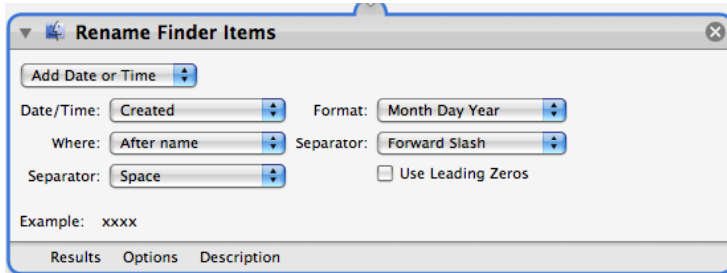 Rename Finder Items
Add Date or Time
Date/Time: Created Format: Month Day Year
Where: After name Separator: Forward Slash
Separator: Space Use Leading Zeros
Example: xxxx
Results Options Description